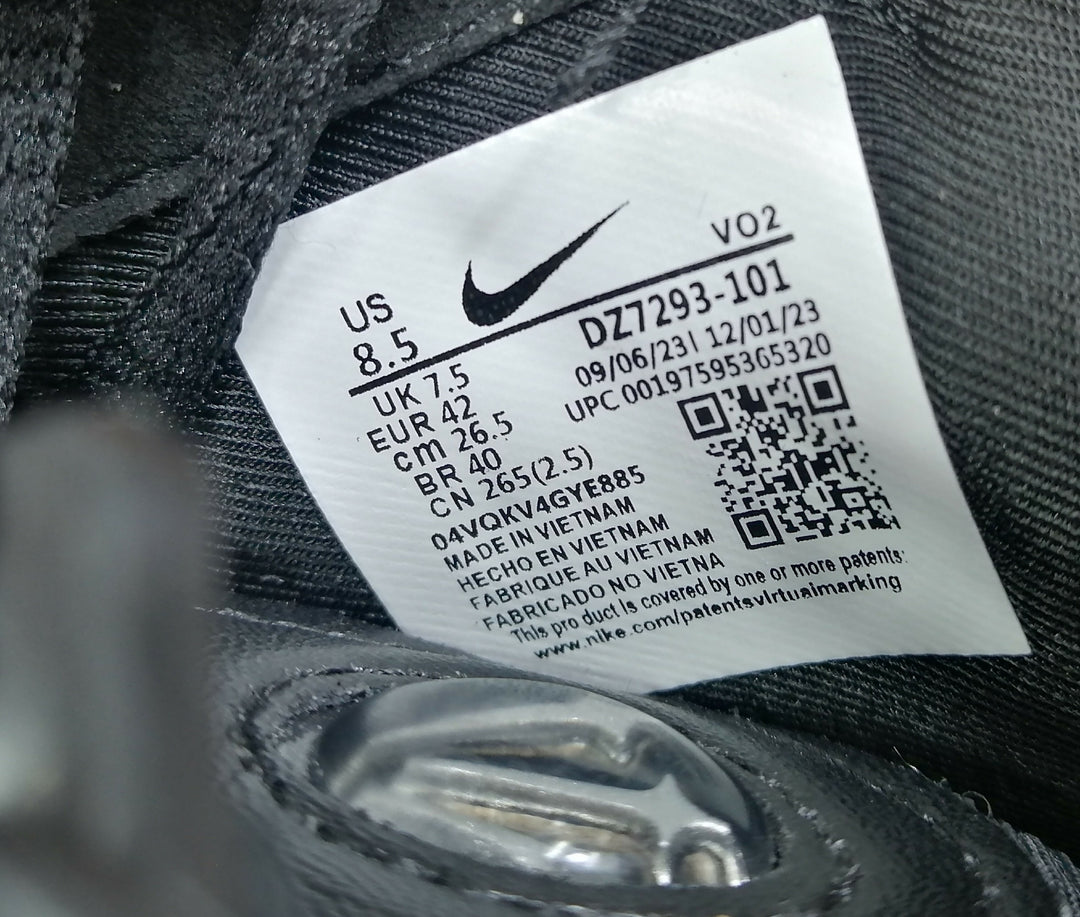 US
8.5
VO2
DZ7293-101
09/06/23| 12/01/23
UPC 00197595365320
UK 7.5
EUR 42
cm 26.5
BR 40
CN 265(2.5)
04VQKV4GYE885
MADE IN VIETNAM
HECHO EN VIETNAM
FABRIQUE AU VIETNAM
FABRICADO NO VIETNA
This pro duct is covered by one or more patents:
www.nike.com/patentsvirtualmarking